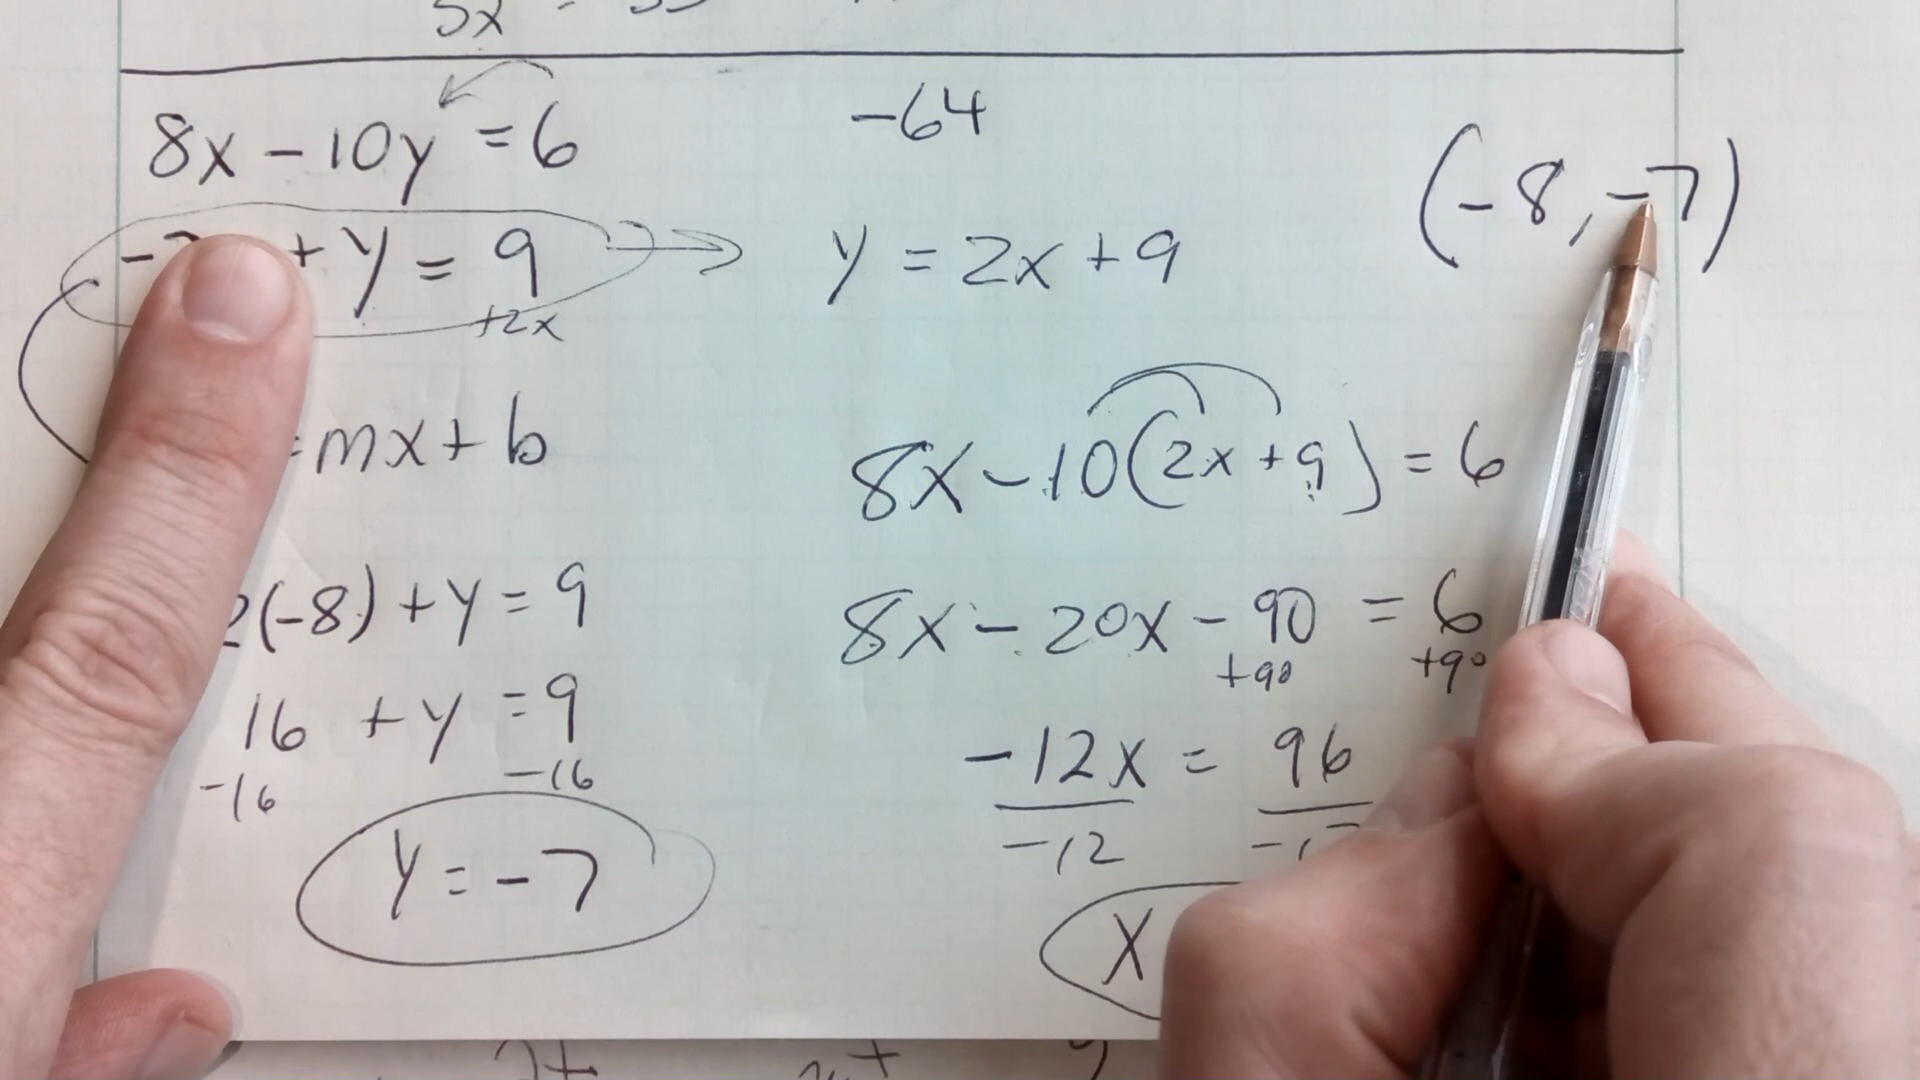 8x - 10y = 6
-64
(-8, -7)
+ y = 9
+2x
y = 2x + 9
= mx + b
8x - 10(2x + 9) = 6
2(-8) + y = 9
8x - 20x - 90 = 6
+90 +90
16 + y = 9
-16 -16
-12x = 96
-12
y = -7
x